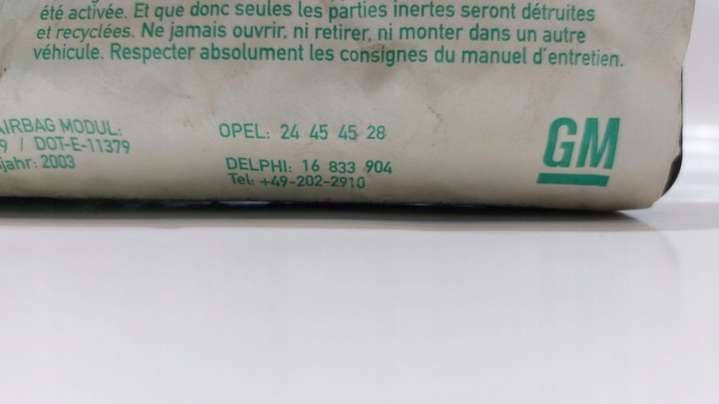 été activée. Et que donc seules les parties inertes seront détruites
et recyclées. Ne jamais ouvrir, ni retirer, ni monter dans un autre
véhicule. Respecter absolument les consignes du manuel d'entretien.
AIRBAG MODUL:
9 / DOT-E-11379
jahr: 2003
OPEL: 24 45 45 28
DELPHI: 16 833 904
Tel: +49-202-2910
GM